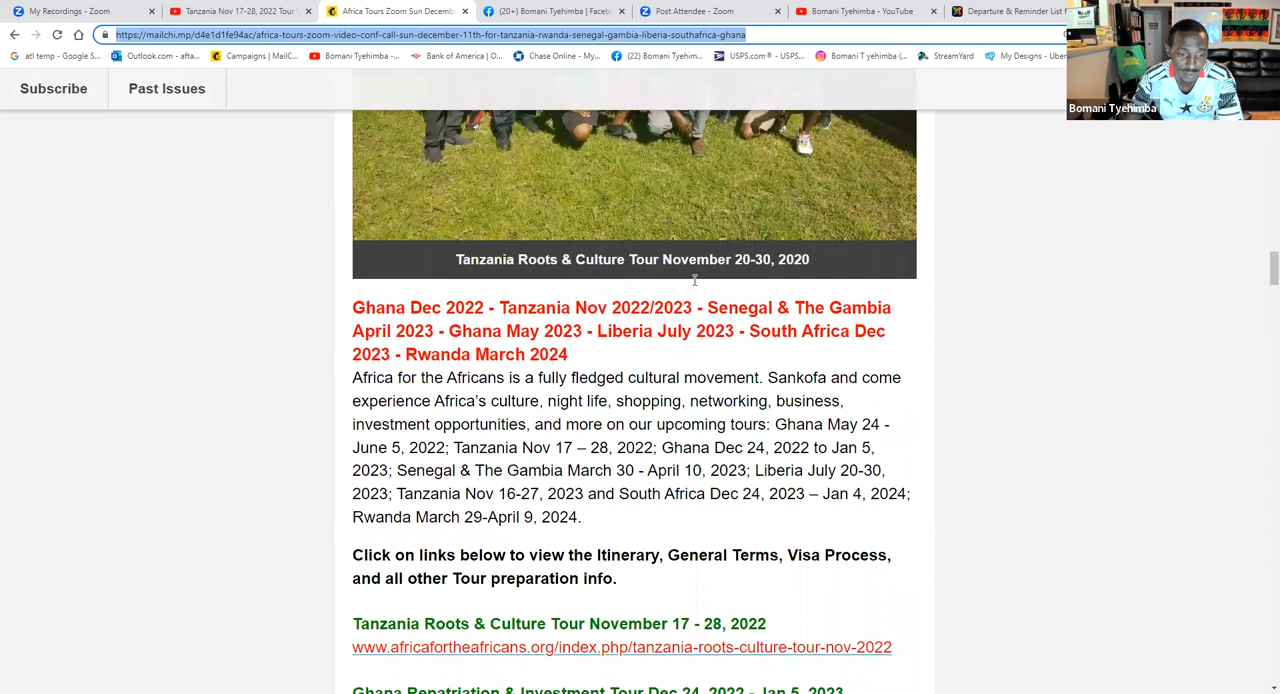 My Recordings - Zoom
Tanzania Nov 17-28, 2022 Tour
Africa Tours Zoom Sun Decemb
(20+) Bomani Tyehimba | Faceb
Post Attendee - Zoom
Bomani Tyehimba - YouTube
Departure & Reminder List f
https://mailchi.mp/d4e1d1fe94ac/africa-tours-zoom-video-conf-call-sun-december-11th-for-tanzania-rwanda-senegal-gambia-liberia-southafrica-ghana
atl temp - Google S...
Outlook.com - afta...
Campaigns | MailC...
Bomani Tyehimba -...
Bank of America | O...
Chase Online - My...
(22) Bomani Tyehim...
USPS.com® - USPS...
Bomani T yehimba (...
StreamYard
My Designs - Uber
Bomani Tyehimba
Subscribe
Past Issues
Tanzania Roots & Culture Tour November 20-30, 2020
Ghana Dec 2022 - Tanzania Nov 2022/2023 - Senegal & The Gambia
April 2023 - Ghana May 2023 - Liberia July 2023 - South Africa Dec
2023 - Rwanda March 2024
Africa for the Africans is a fully fledged cultural movement. Sankofa and come
experience Africa's culture, night life, shopping, networking, business,
investment opportunities, and more on our upcoming tours: Ghana May 24 -
June 5, 2022; Tanzania Nov 17 – 28, 2022; Ghana Dec 24, 2022 to Jan 5,
2023; Senegal & The Gambia March 30 - April 10, 2023; Liberia July 20-30,
2023; Tanzania Nov 16-27, 2023 and South Africa Dec 24, 2023 – Jan 4, 2024;
Rwanda March 29-April 9, 2024.
Click on links below to view the Itinerary, General Terms, Visa Process,
and all other Tour preparation info.
Tanzania Roots & Culture Tour November 17 - 28, 2022
www.africafortheafricans.org/index.php/tanzania-roots-culture-tour-nov-2022
Ghana Repatriation & Investment Tour Dec 24, 2022 - Jan 5, 2023